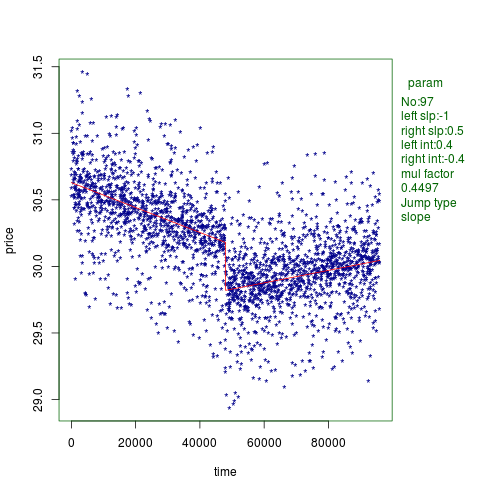 param
No:97
left slp:-1
right slp:0.5
left int:0.4
right int:-0.4
mul factor
0.4497
Jump type
slope
price
31.5
31.0
30.5
30.0
29.5
29.0
0 20000 40000 60000 80000
time